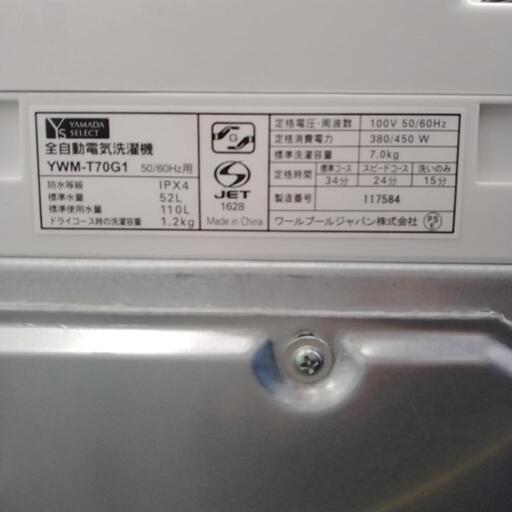 YS YAMADA SELECT
全自動電気洗濯機
YWM-T70G1 50/60Hz用
防水等級 IPX4
標準水量 52L
標準使用水量 110L
ドライコース時の洗濯容量 1.2kg
G
JET
1628
Made in China
定格電圧・周波数 100V 50/60Hz
定格消費電力 380/450 W
標準洗濯容量 7.0kg
定格時間 標準コース スピードコース 洗いのみ
34分 24分 15分
製造番号 117584
ワールプールジャパン株式会社
PS E